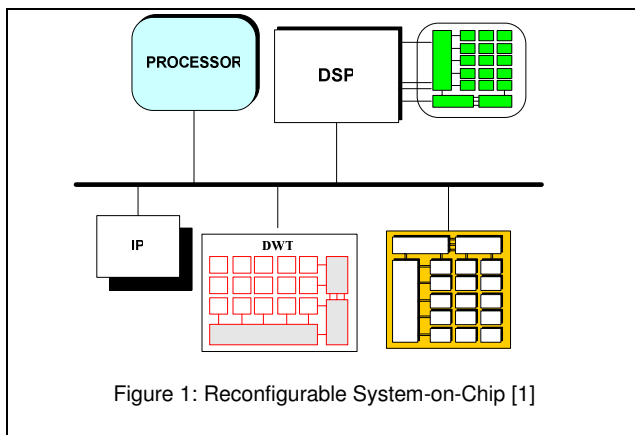 PROCESSOR
DSP
IP
DWT
Figure 1: Reconfigurable System-on-Chip [1]